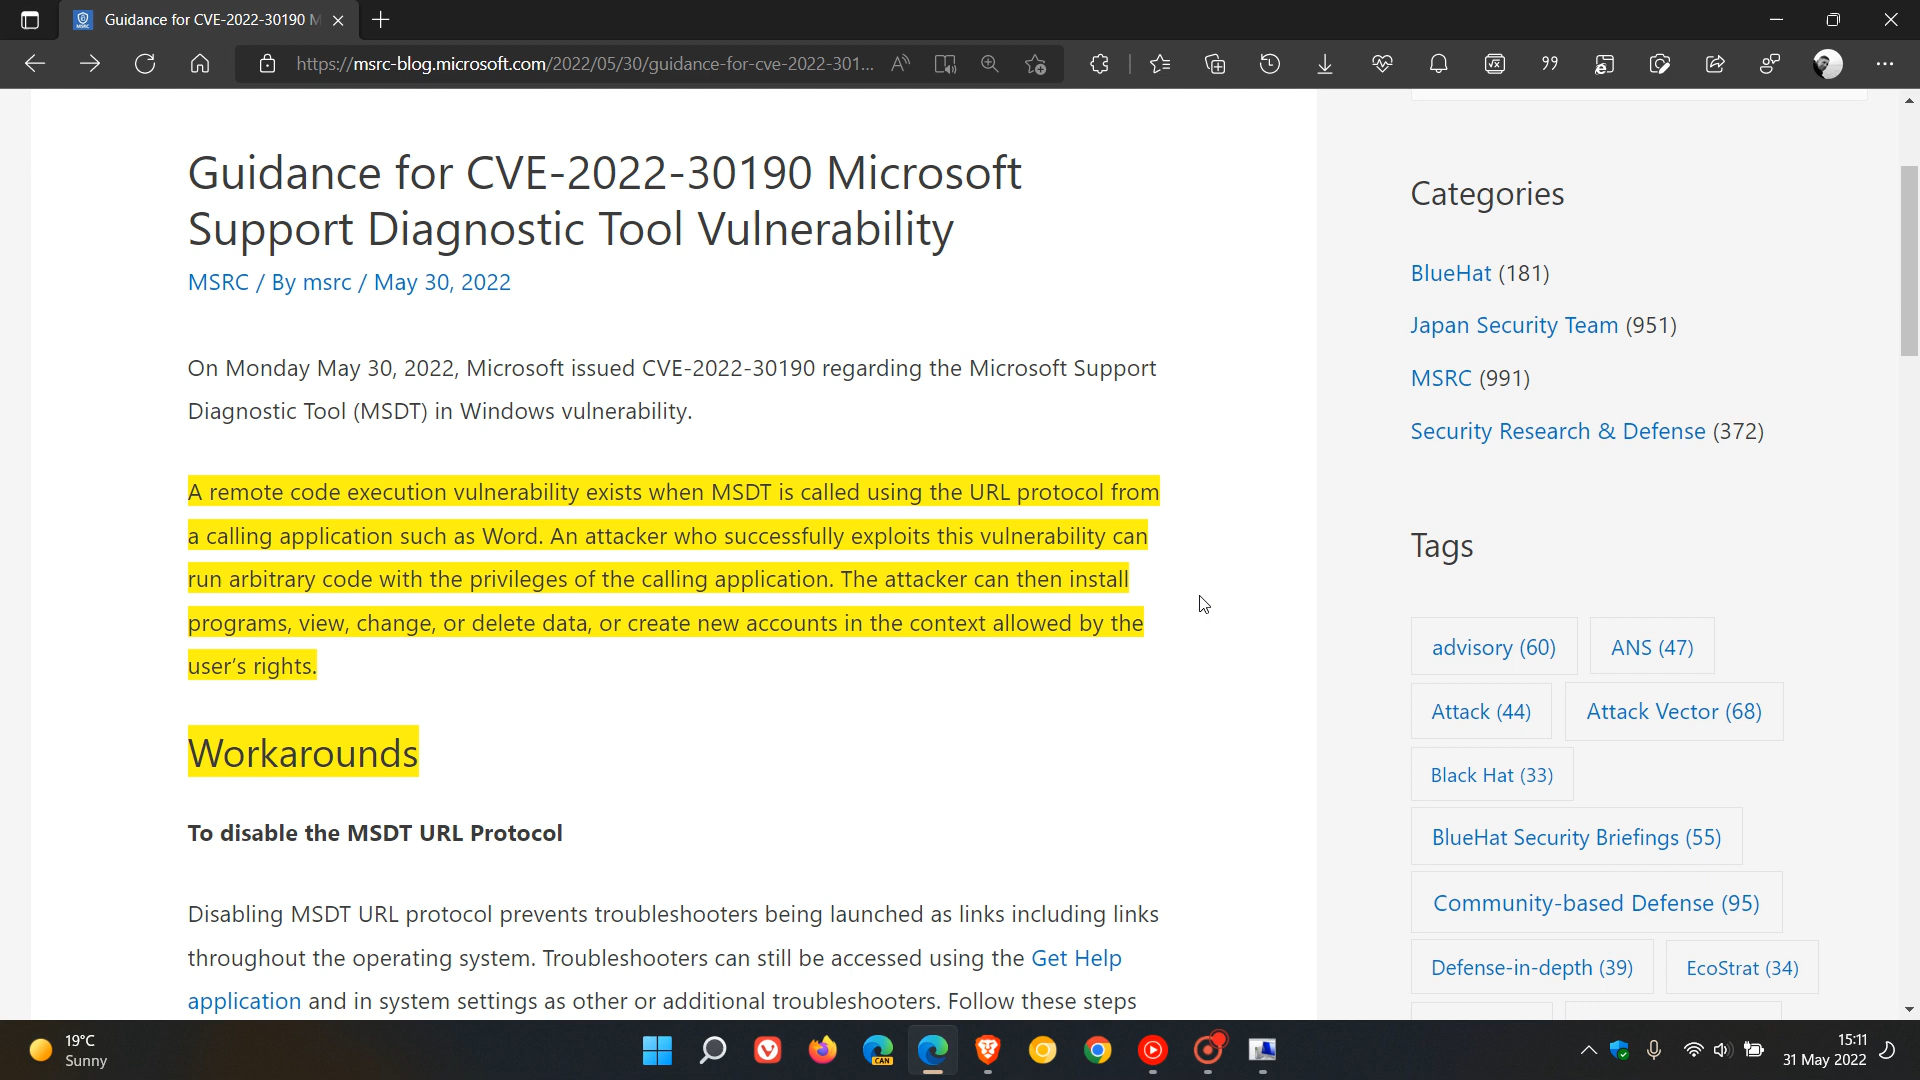 Guidance for CVE-2022-30190 M
https://msrc-blog.microsoft.com/2022/05/30/guidance-for-cve-2022-301...
Guidance for CVE-2022-30190 Microsoft
Support Diagnostic Tool Vulnerability
MSRC / By msrc / May 30, 2022
On Monday May 30, 2022, Microsoft issued CVE-2022-30190 regarding the Microsoft Support
Diagnostic Tool (MSDT) in Windows vulnerability.
A remote code execution vulnerability exists when MSDT is called using the URL protocol from
a calling application such as Word. An attacker who successfully exploits this vulnerability can
run arbitrary code with the privileges of the calling application. The attacker can then install
programs, view, change, or delete data, or create new accounts in the context allowed by the
user’s rights.
Workarounds
To disable the MSDT URL Protocol
Disabling MSDT URL protocol prevents troubleshooters being launched as links including links
throughout the operating system. Troubleshooters can still be accessed using the Get Help
application and in system settings as other or additional troubleshooters. Follow these steps
Categories
BlueHat (181)
Japan Security Team (951)
MSRC (991)
Security Research & Defense (372)
Tags
advisory (60)
ANS (47)
Attack (44)
Attack Vector (68)
Black Hat (33)
BlueHat Security Briefings (55)
Community-based Defense (95)
Defense-in-depth (39)
EcoStrat (34)
19°C
Sunny
CAN
15:11
31 May 2022